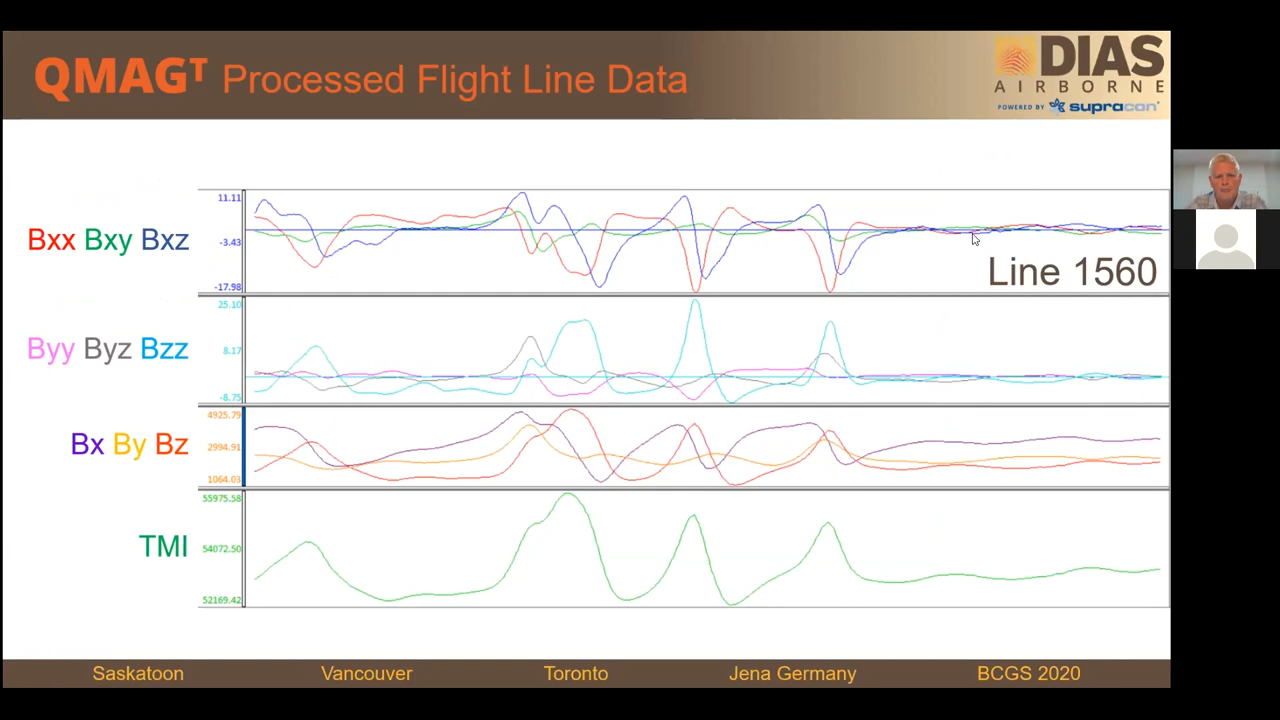 QMAGᵀ Processed Flight Line Data
DIAS
AIRBORNE
POWERED BY supracon
Bxx Bxy Bxz
11.11
-3.43
-17.98
Line 1560
Byy Byz Bzz
25.10
8.17
-8.75
Bx By Bz
4925.79
2994.91
1064.03
TMI
55975.58
54072.50
52169.42
Saskatoon Vancouver Toronto Jena Germany BCGS 2020